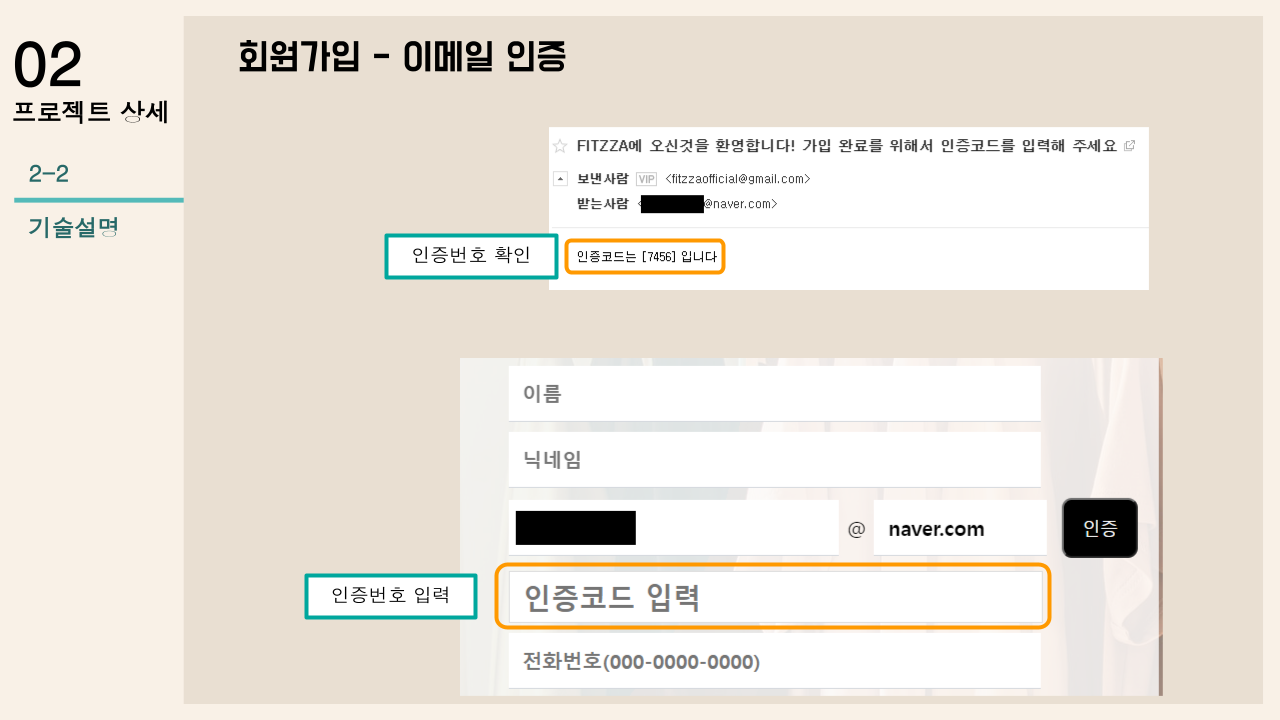 02
프로젝트 상세
2-2
기술설명
회원가입 - 이메일 인증
FITZZA에 오신것을 환영합니다! 가입 완료를 위해서 인증코드를 입력해 주세요
보낸사람 VIP <fitzzaofficial@gmail.com>
받는사람 < @naver.com>
인증번호 확인
인증코드는 [7456] 입니다
이름
닉네임
@ naver.com 인증
인증번호 입력
인증코드 입력
전화번호(000-0000-0000)